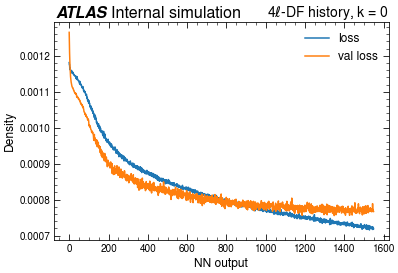 ATLAS Internal simulation 4ℓ-DF history, k = 0
loss
val loss
Density
0.0012
0.0011
0.0010
0.0009
0.0008
0.0007
0 200 400 600 800 1000 1200 1400 1600
NN output